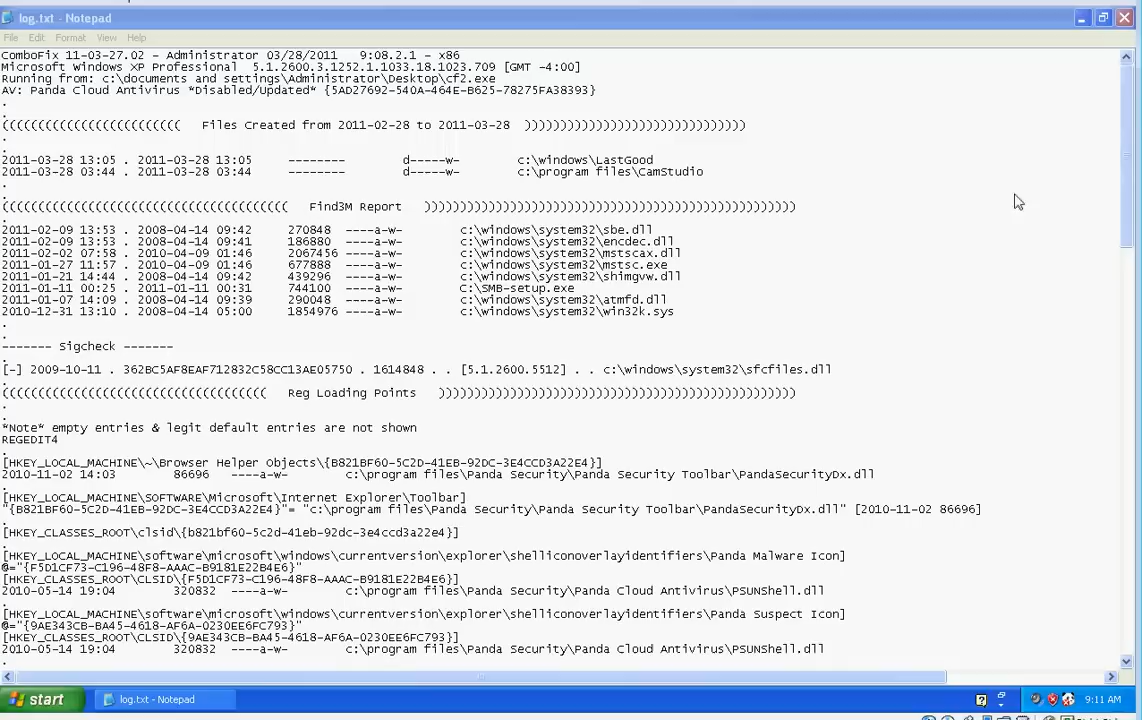 log.txt - Notepad
File Edit Format View Help
ComboFix 11-03-27.02 - Administrator 03/28/2011   9:08.2.1 - x86
Microsoft Windows XP Professional  5.1.2600.3.1252.1.1033.18.1023.709 [GMT -4:00]
Running from: c:\documents and settings\Administrator\Desktop\cf2.exe
AV: Panda Cloud Antivirus *Disabled/Updated* {5AD27692-540A-464E-B625-78275FA38393}
.
(((((((((((((((((((((((((   Files Created from 2011-02-28 to 2011-03-28  )))))))))))))))))))))))))))))))
.
.
2011-03-28 13:05 . 2011-03-28 13:05     --------        d-----w-        c:\windows\LastGood
2011-03-28 03:44 . 2011-03-28 03:44     --------        d-----w-        c:\program files\CamStudio
.
.
((((((((((((((((((((((((((((((((((((((((   Find3M Report   ))))))))))))))))))))))))))))))))))))))))))))))))))))
.
2011-02-09 13:53 . 2008-04-14 09:42     270848  ----a-w-        c:\windows\system32\sbe.dll
2011-02-09 13:53 . 2008-04-14 09:41     186880  ----a-w-        c:\windows\system32\encdec.dll
2011-02-02 07:58 . 2010-04-09 01:46     2067456 ----a-w-        c:\windows\system32\mstscax.dll
2011-01-27 11:57 . 2010-04-09 01:46     677888  ----a-w-        c:\windows\system32\mstsc.exe
2011-01-21 14:44 . 2008-04-14 09:42     439296  ----a-w-        c:\windows\system32\shimgvw.dll
2011-01-11 00:25 . 2011-01-11 00:31     744100  ----a-w-        C:\SMB-setup.exe
2011-01-07 14:09 . 2008-04-14 09:39     290048  ----a-w-        c:\windows\system32\atmfd.dll
2010-12-31 13:10 . 2008-04-14 05:00     1854976 ----a-w-        c:\windows\system32\win32k.sys
.
.
------- Sigcheck -------
.
[-] 2009-10-11 . 362BC5AF8EAF712832C58CC13AE05750 . 1614848 . . [5.1.2600.5512] . . c:\windows\system32\sfcfiles.dll
.
(((((((((((((((((((((((((((((((((((((   Reg Loading Points   ))))))))))))))))))))))))))))))))))))))))))))))))))
.
.
*Note* empty entries & legit default entries are not shown
REGEDIT4
.
[HKEY_LOCAL_MACHINE\~\Browser Helper Objects\{B821BF60-5C2D-41EB-92DC-3E4CCD3A22E4}]
2010-11-02 14:03        86696   ----a-w-        c:\program files\Panda Security\Panda Security Toolbar\PandaSecurityDx.dll
.
[HKEY_LOCAL_MACHINE\SOFTWARE\Microsoft\Internet Explorer\Toolbar]
"{B821BF60-5C2D-41EB-92DC-3E4CCD3A22E4}"= "c:\program files\Panda Security\Panda Security Toolbar\PandaSecurityDx.dll" [2010-11-02 86696]
.
[HKEY_CLASSES_ROOT\clsid\{b821bf60-5c2d-41eb-92dc-3e4ccd3a22e4}]
.
[HKEY_LOCAL_MACHINE\software\microsoft\windows\currentversion\explorer\shelliconoverlayidentifiers\Panda Malware Icon]
@="{F5D1CF73-C196-48F8-AAAC-B9181E22B4E6}"
[HKEY_CLASSES_ROOT\CLSID\{F5D1CF73-C196-48F8-AAAC-B9181E22B4E6}]
2010-05-14 19:04        320832  ----a-w-        c:\program files\Panda Security\Panda Cloud Antivirus\PSUNShell.dll
.
[HKEY_LOCAL_MACHINE\software\microsoft\windows\currentversion\explorer\shelliconoverlayidentifiers\Panda Suspect Icon]
@="{9AE343CB-BA45-4618-AF6A-0230EE6FC793}"
[HKEY_CLASSES_ROOT\CLSID\{9AE343CB-BA45-4618-AF6A-0230EE6FC793}]
2010-05-14 19:04        320832  ----a-w-        c:\program files\Panda Security\Panda Cloud Antivirus\PSUNShell.dll
.
start log.txt - Notepad 9:11 AM